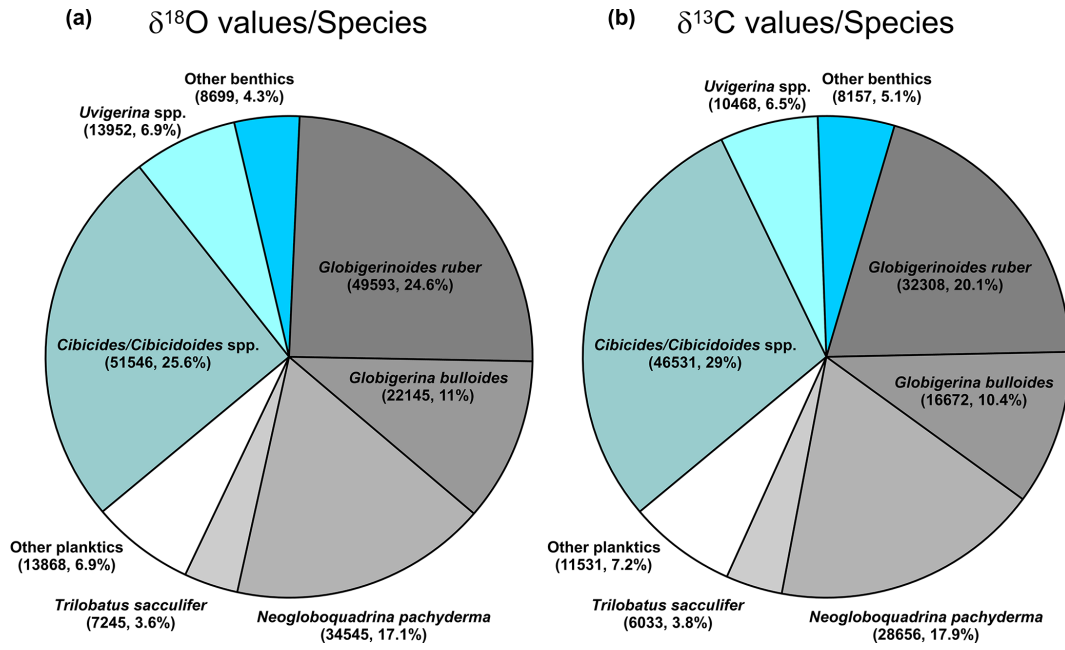 (a) δ¹⁸O values/Species
Other benthics
(8699, 4.3%)
Uvigerina spp.
(13952, 6.9%)
Globigerinoides ruber
(49593, 24.6%)
Cibicides/Cibicidoides spp.
(51546, 25.6%)
Globigerina bulloides
(22145, 11%)
Other planktics
(13868, 6.9%)
Trilobatus sacculifer
(7245, 3.6%)
Neogloboquadrina pachyderma
(34545, 17.1%)
(b) δ¹³C values/Species
Other benthics
(8157, 5.1%)
Uvigerina spp.
(10468, 6.5%)
Globigerinoides ruber
(32308, 20.1%)
Cibicides/Cibicidoides spp.
(46531, 29%)
Globigerina bulloides
(16672, 10.4%)
Other planktics
(11531, 7.2%)
Trilobatus sacculifer
(6033, 3.8%)
Neogloboquadrina pachyderma
(28656, 17.9%)